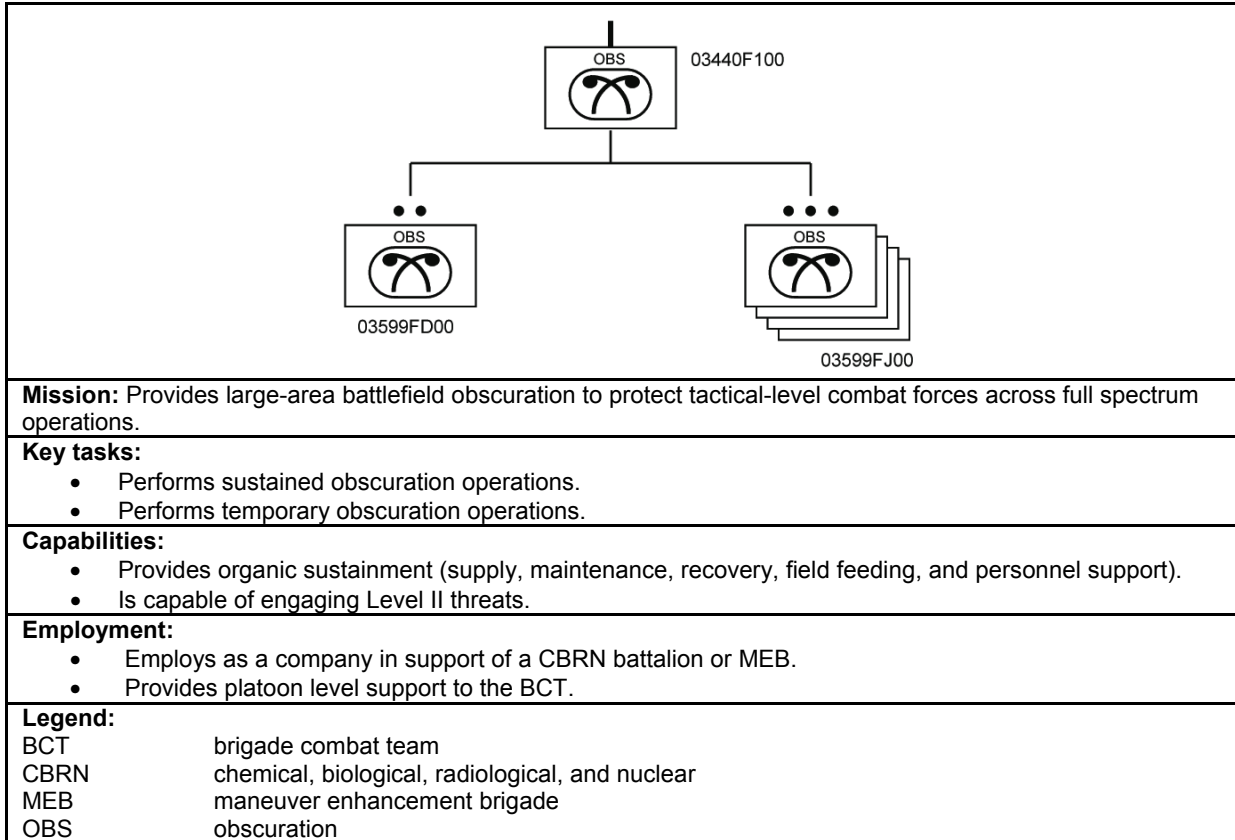 OBS
03440F100
OBS
OBS
03599FD00
03599FJ00
Mission: Provides large-area battlefield obscuration to protect tactical-level combat forces across full spectrum
operations.
Key tasks:
• Performs sustained obscuration operations.
• Performs temporary obscuration operations.
Capabilities:
• Provides organic sustainment (supply, maintenance, recovery, field feeding, and personnel support).
• Is capable of engaging Level II threats.
Employment:
• Employs as a company in support of a CBRN battalion or MEB.
• Provides platoon level support to the BCT.
Legend:
BCT brigade combat team
CBRN chemical, biological, radiological, and nuclear
MEB maneuver enhancement brigade
OBS obscuration